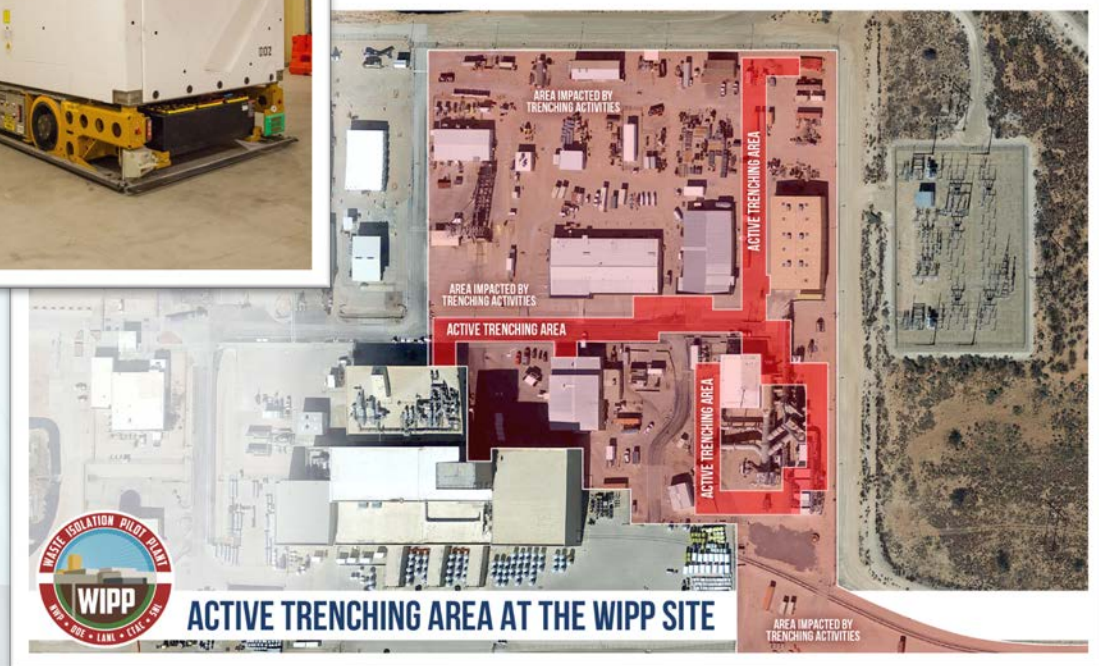 002
AREA IMPACTED BY
TRENCHING ACTIVITIES
ACTIVE TRENCHING AREA
AREA IMPACTED BY
TRENCHING ACTIVITIES
ACTIVE TRENCHING AREA
ACTIVE TRENCHING AREA
WASTE ISOLATION PILOT PLANT
WIPP
NWP • DOE • LANL • CTAC • SNL
ACTIVE TRENCHING AREA AT THE WIPP SITE
AREA IMPACTED BY
TRENCHING ACTIVITIES